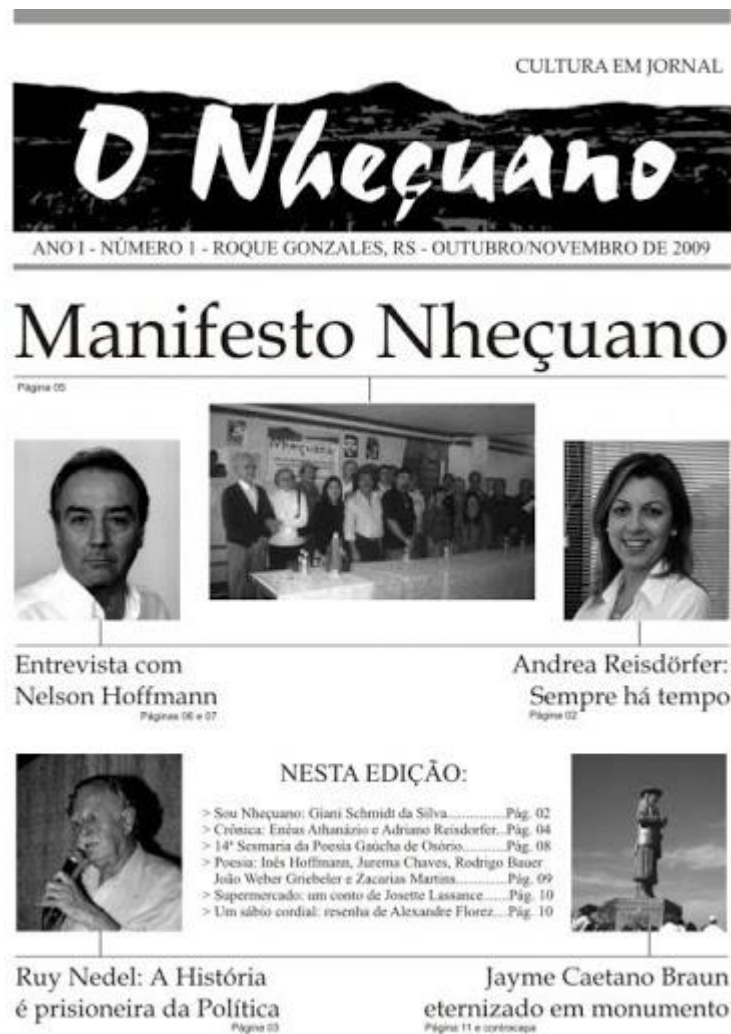 CULTURA EM JORNAL
O Nheçuano
ANO I - NÚMERO 1 - ROQUE GONZALES, RS - OUTUBRO/NOVEMBRO DE 2009
Manifesto Nheçuano
Página 05
Nheçuano
Entrevista com
Nelson Hoffmann
Páginas 06 e 07
Andrea Reisdörfer:
Sempre há tempo
Página 02
NESTA EDIÇÃO:
> Sou Nheçuano: Giani Schmidt da Silva....................Pág. 02
> Crônica: Enéas Athanázio e Adriano Reisdorfer...Pág. 04
> 14ª Sesmaria da Poesia Gaúcha de Osório............Pág. 08
> Poesia: Inês Hoffmann, Jurema Chaves, Rodrigo Bauer
João Weber Griebeler e Zacarias Martins................Pág. 09
> Supermercado: um conto de Josette Lassance.......Pág. 10
> Um sábio cordial: resenha de Alexandre Florez....Pág. 10
Ruy Nedel: A História
é prisioneira da Política
Página 03
Jayme Caetano Braun
eternizado em monumento
Página 11 e contracapa